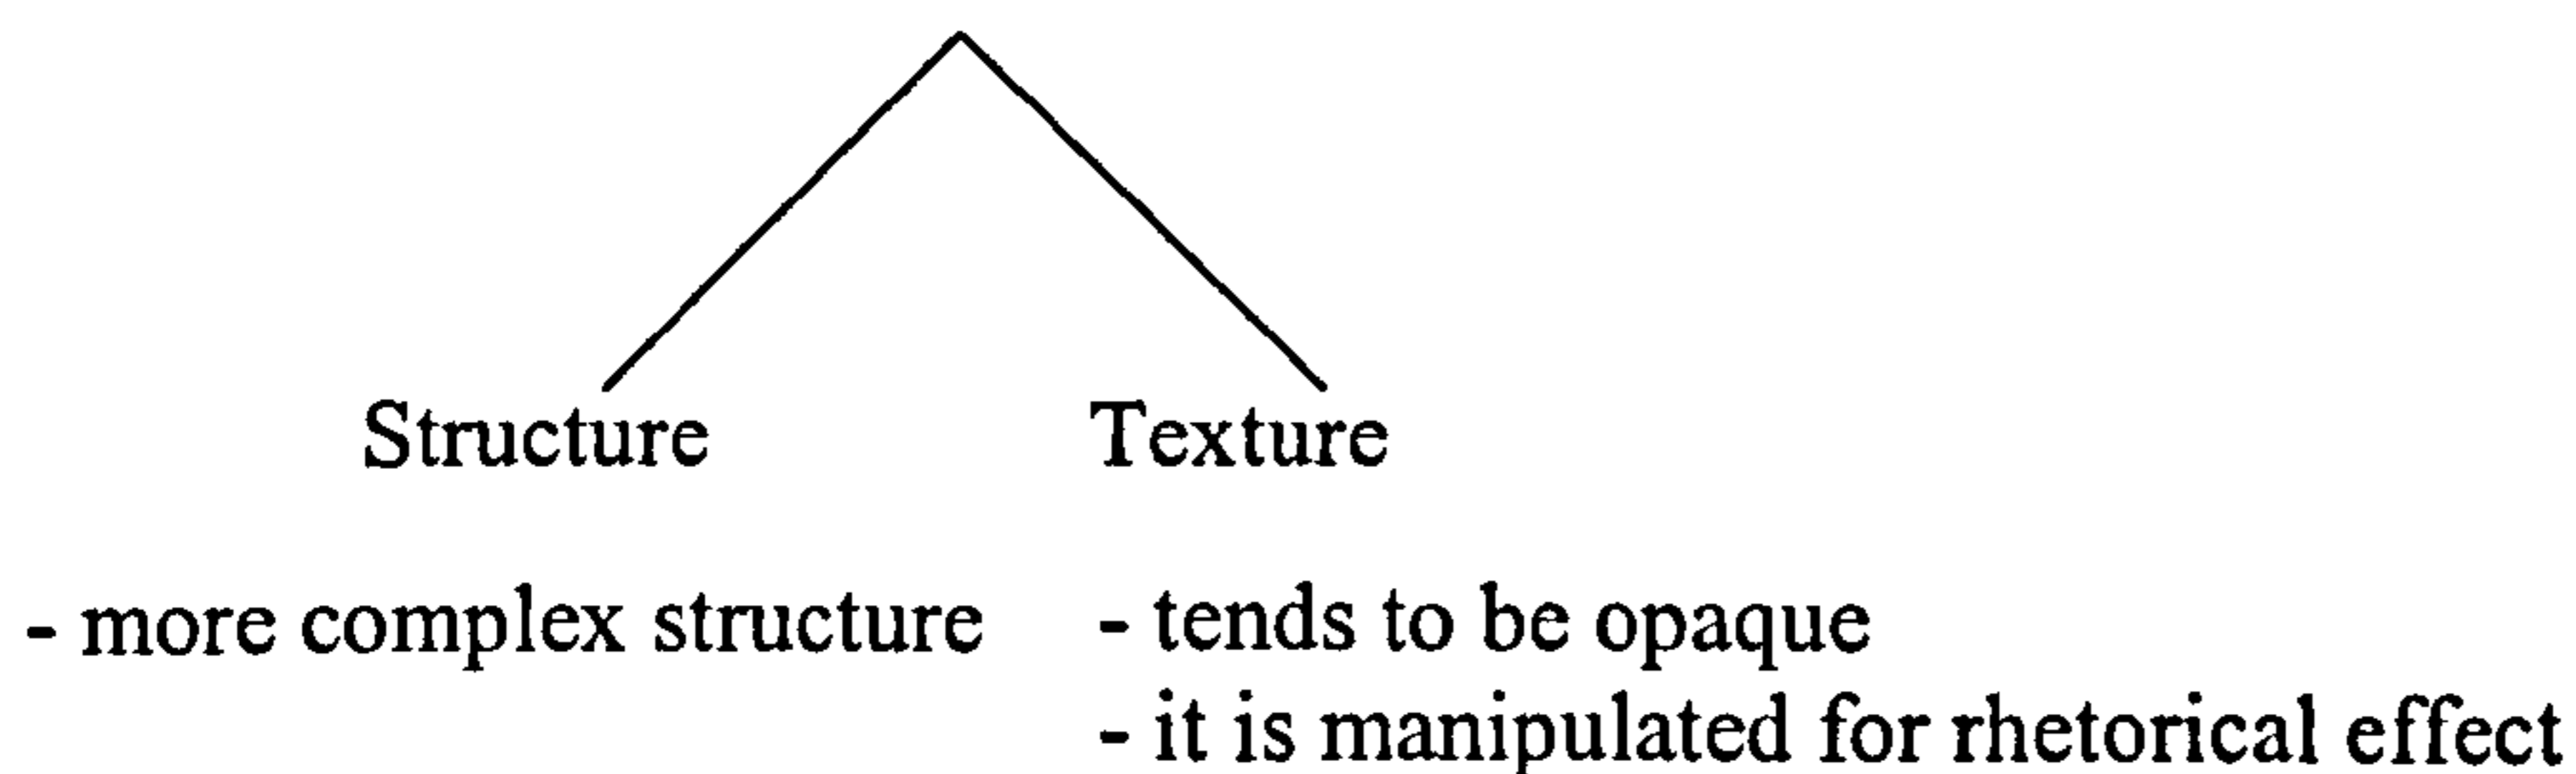 Structure Texture
- more complex structure - tends to be opaque
- it is manipulated for rhetorical effect